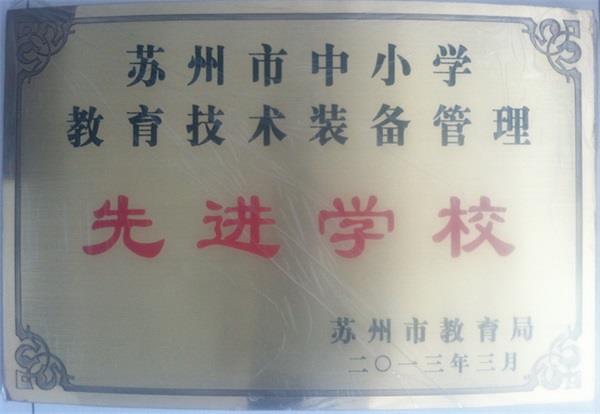 苏州市中小学
教育技术装备管理
先进学校
苏州市教育局
二〇一三年三月